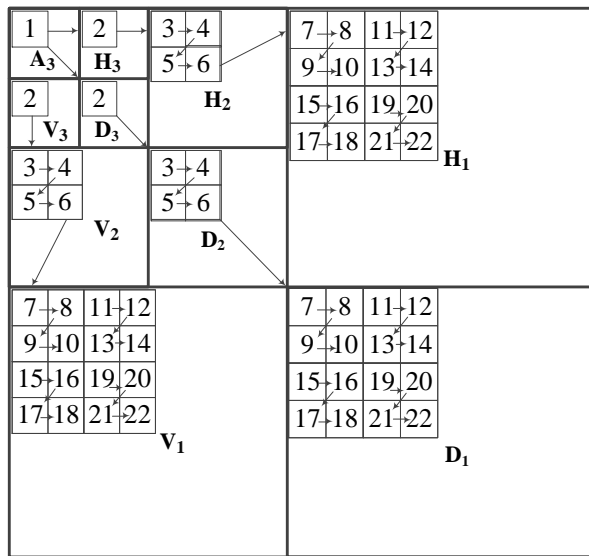 1 2 3 4 7 8 11 12
5 6 9 10 13 14
A3 H3 H2
2 2 15 16 19 20
V3 D3 17 18 21 22
H1
3 4 3 4
5 6 5 6
V2 D2
7 8 11 12 7 8 11 12
9 10 13 14 9 10 13 14
15 16 19 20 15 16 19 20
17 18 21 22 17 18 21 22
V1 D1